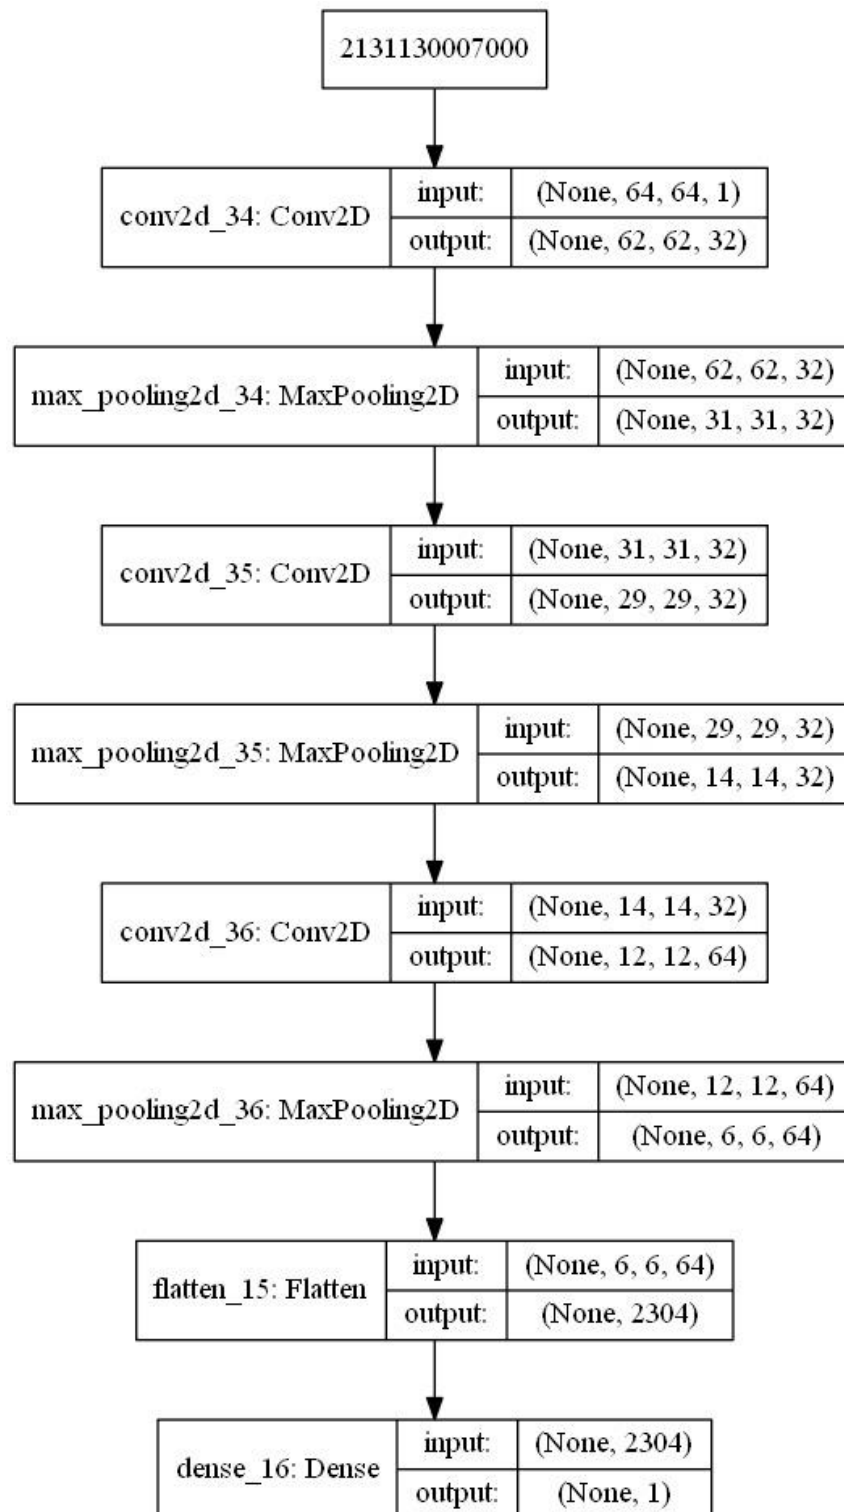 2131130007000
conv2d_34: Conv2D
input: (None, 64, 64, 1)
output: (None, 62, 62, 32)
max_pooling2d_34: MaxPooling2D
input: (None, 62, 62, 32)
output: (None, 31, 31, 32)
conv2d_35: Conv2D
input: (None, 31, 31, 32)
output: (None, 29, 29, 32)
max_pooling2d_35: MaxPooling2D
input: (None, 29, 29, 32)
output: (None, 14, 14, 32)
conv2d_36: Conv2D
input: (None, 14, 14, 32)
output: (None, 12, 12, 64)
max_pooling2d_36: MaxPooling2D
input: (None, 12, 12, 64)
output: (None, 6, 6, 64)
flatten_15: Flatten
input: (None, 6, 6, 64)
output: (None, 2304)
dense_16: Dense
input: (None, 2304)
output: (None, 1)